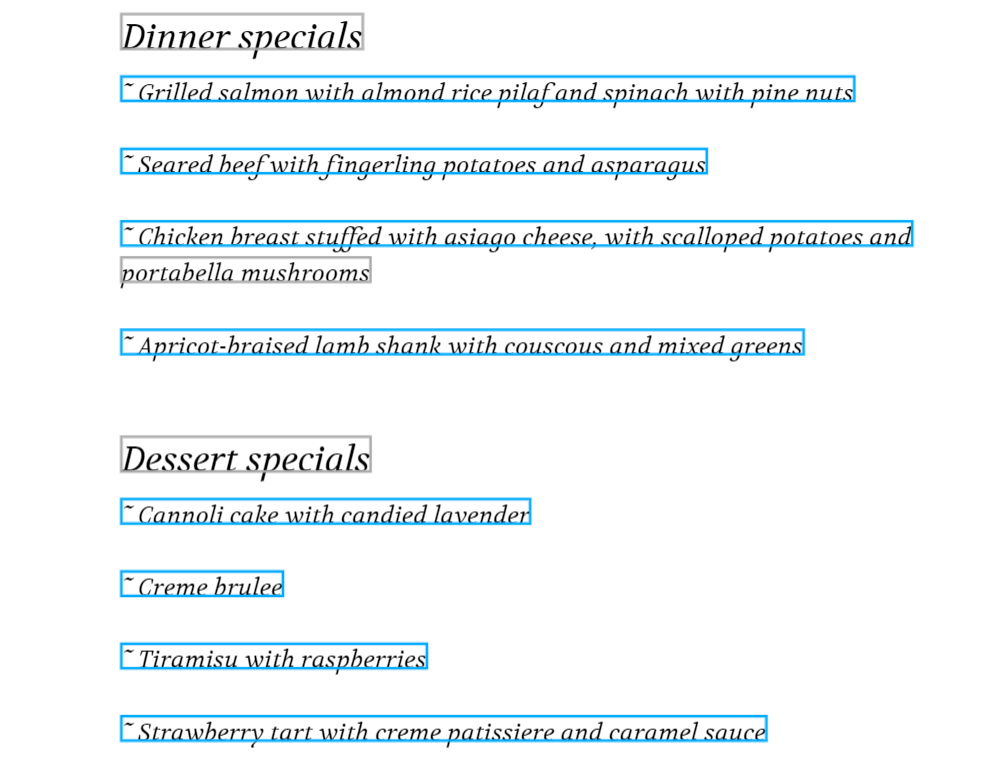 Dinner specials
~ Grilled salmon with almond rice pilaf and spinach with pine nuts
~ Seared beef with fingerling potatoes and asparagus
~ Chicken breast stuffed with asiago cheese, with scalloped potatoes and
portabella mushrooms
~ Apricot-braised lamb shank with couscous and mixed greens
Dessert specials
~ Cannoli cake with candied lavender
~ Creme brulee
~ Tiramisu with raspberries
~ Strawberry tart with creme patissiere and caramel sauce